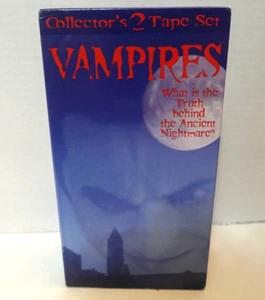 Collector's 2 Tape Set
VAMPIRES
What is the
Truth
behind
the Ancient
Nightmare?